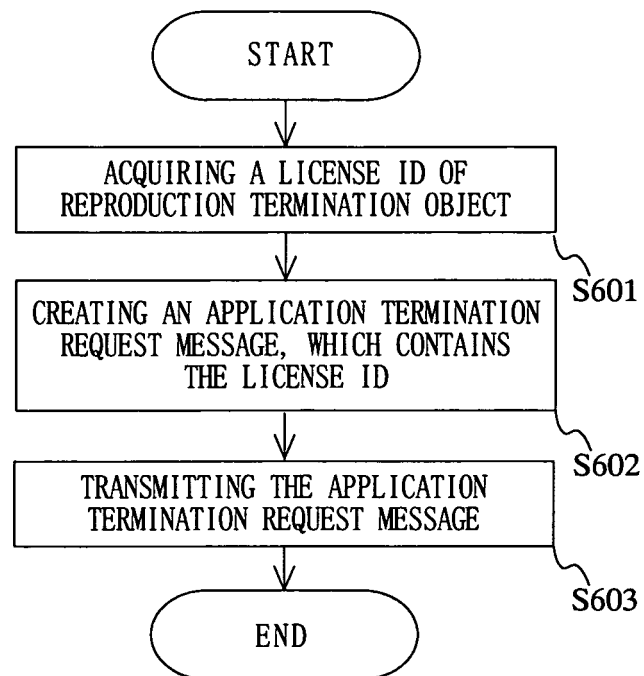 START
ACQUIRING A LICENSE ID OF
REPRODUCTION TERMINATION OBJECT
S601
CREATING AN APPLICATION TERMINATION
REQUEST MESSAGE, WHICH CONTAINS
THE LICENSE ID
S602
TRANSMITTING THE APPLICATION
TERMINATION REQUEST MESSAGE
S603
END